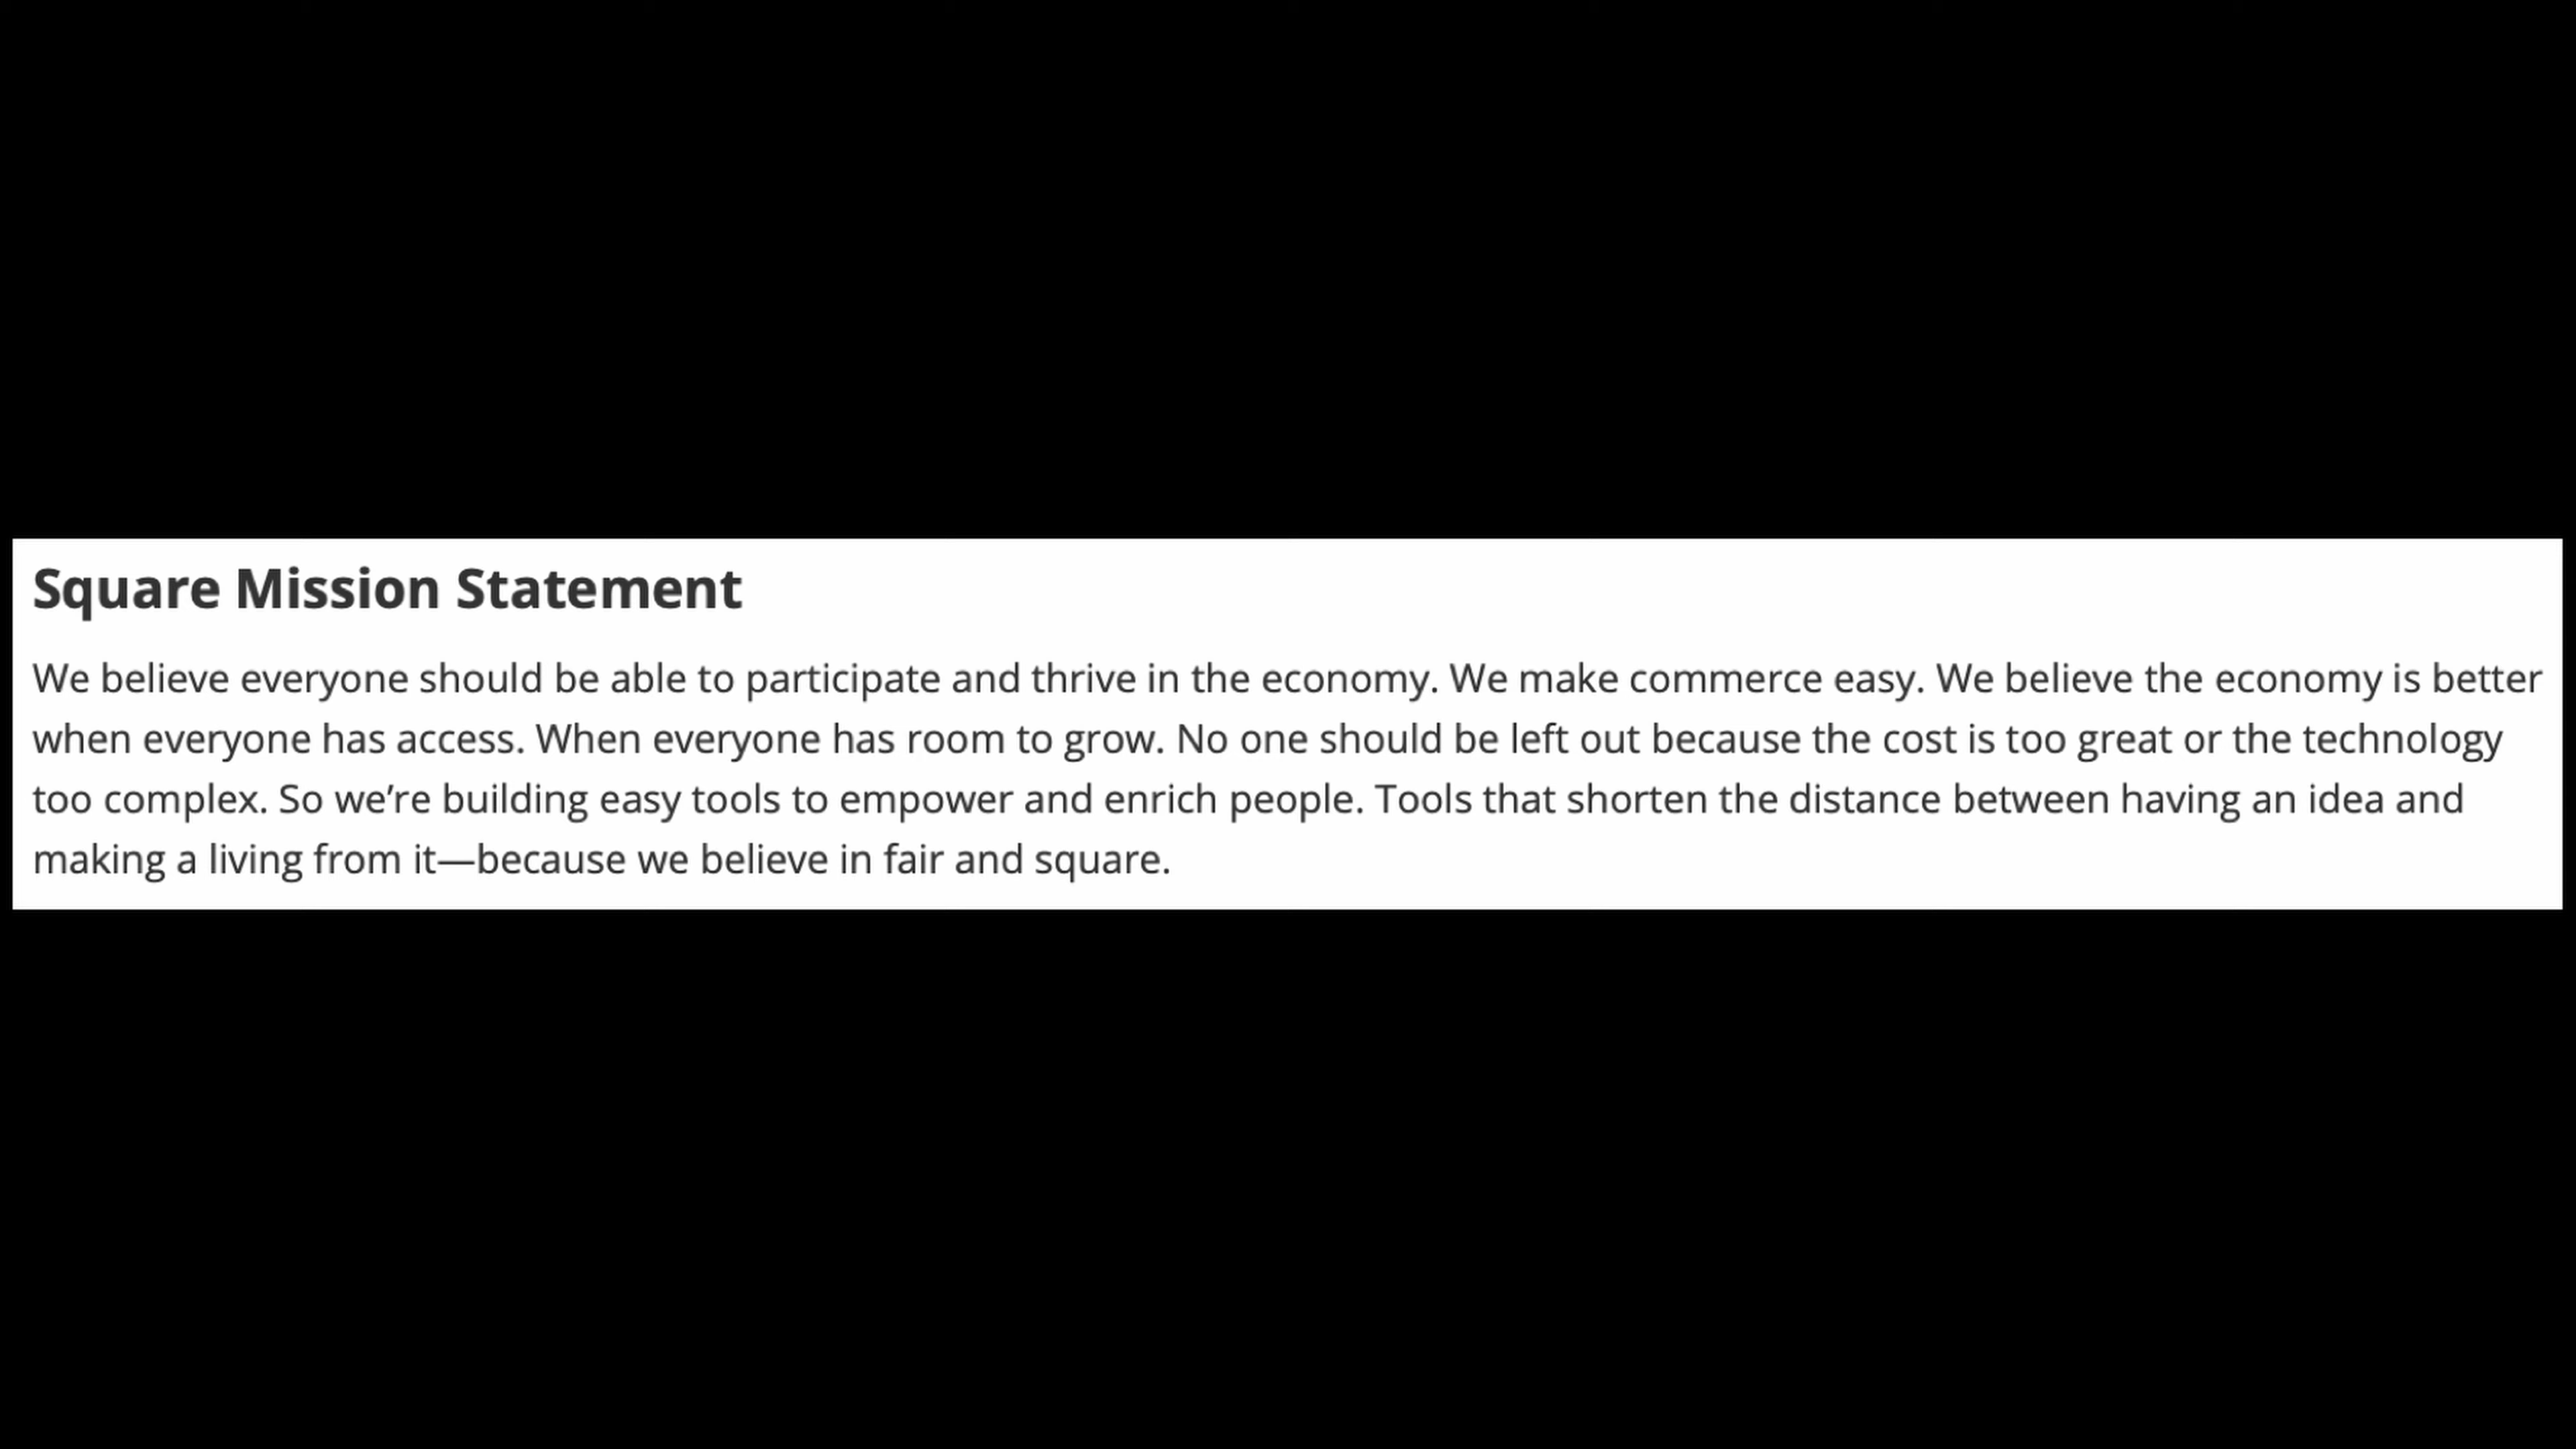 Square Mission Statement
We believe everyone should be able to participate and thrive in the economy. We make commerce easy. We believe the economy is better
when everyone has access. When everyone has room to grow. No one should be left out because the cost is too great or the technology
too complex. So we’re building easy tools to empower and enrich people. Tools that shorten the distance between having an idea and
making a living from it—because we believe in fair and square.